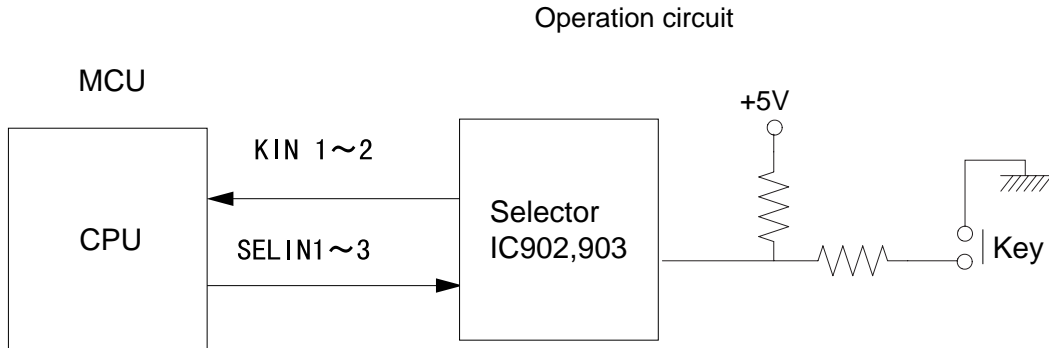 Operation circuit
MCU
+5V
KIN 1～2
CPU
SELIN1～3
Selector
IC902,903
Key